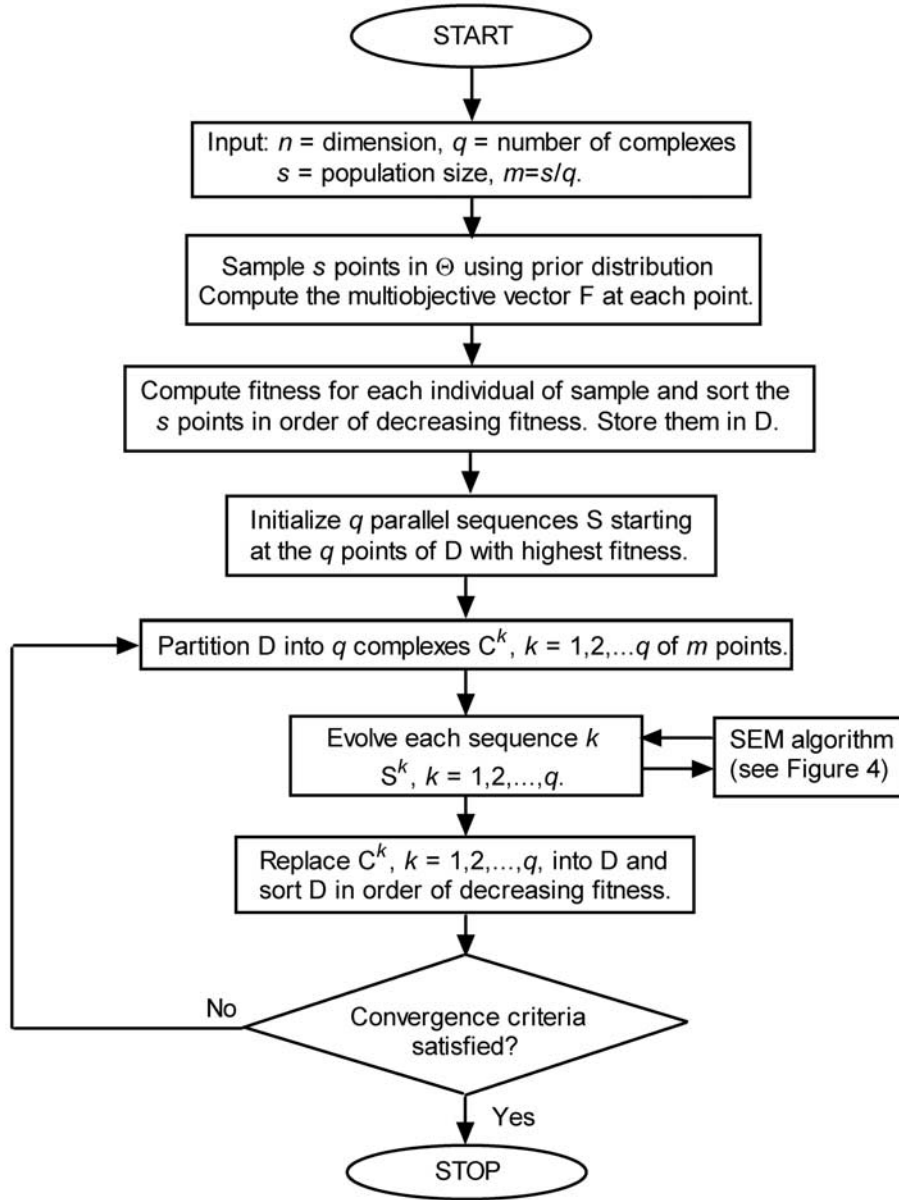 START
Input: n = dimension, q = number of complexes
s = population size, m=s/q.
Sample s points in Θ using prior distribution
Compute the multiobjective vector F at each point.
Compute fitness for each individual of sample and sort the
s points in order of decreasing fitness. Store them in D.
Initialize q parallel sequences S starting
at the q points of D with highest fitness.
Partition D into q complexes Cᵏ, k = 1,2,...q of m points.
Evolve each sequence k
Sᵏ, k = 1,2,...,q.
SEM algorithm
(see Figure 4)
Replace Cᵏ, k = 1,2,...,q, into D and
sort D in order of decreasing fitness.
No
Convergence criteria
satisfied?
Yes
STOP